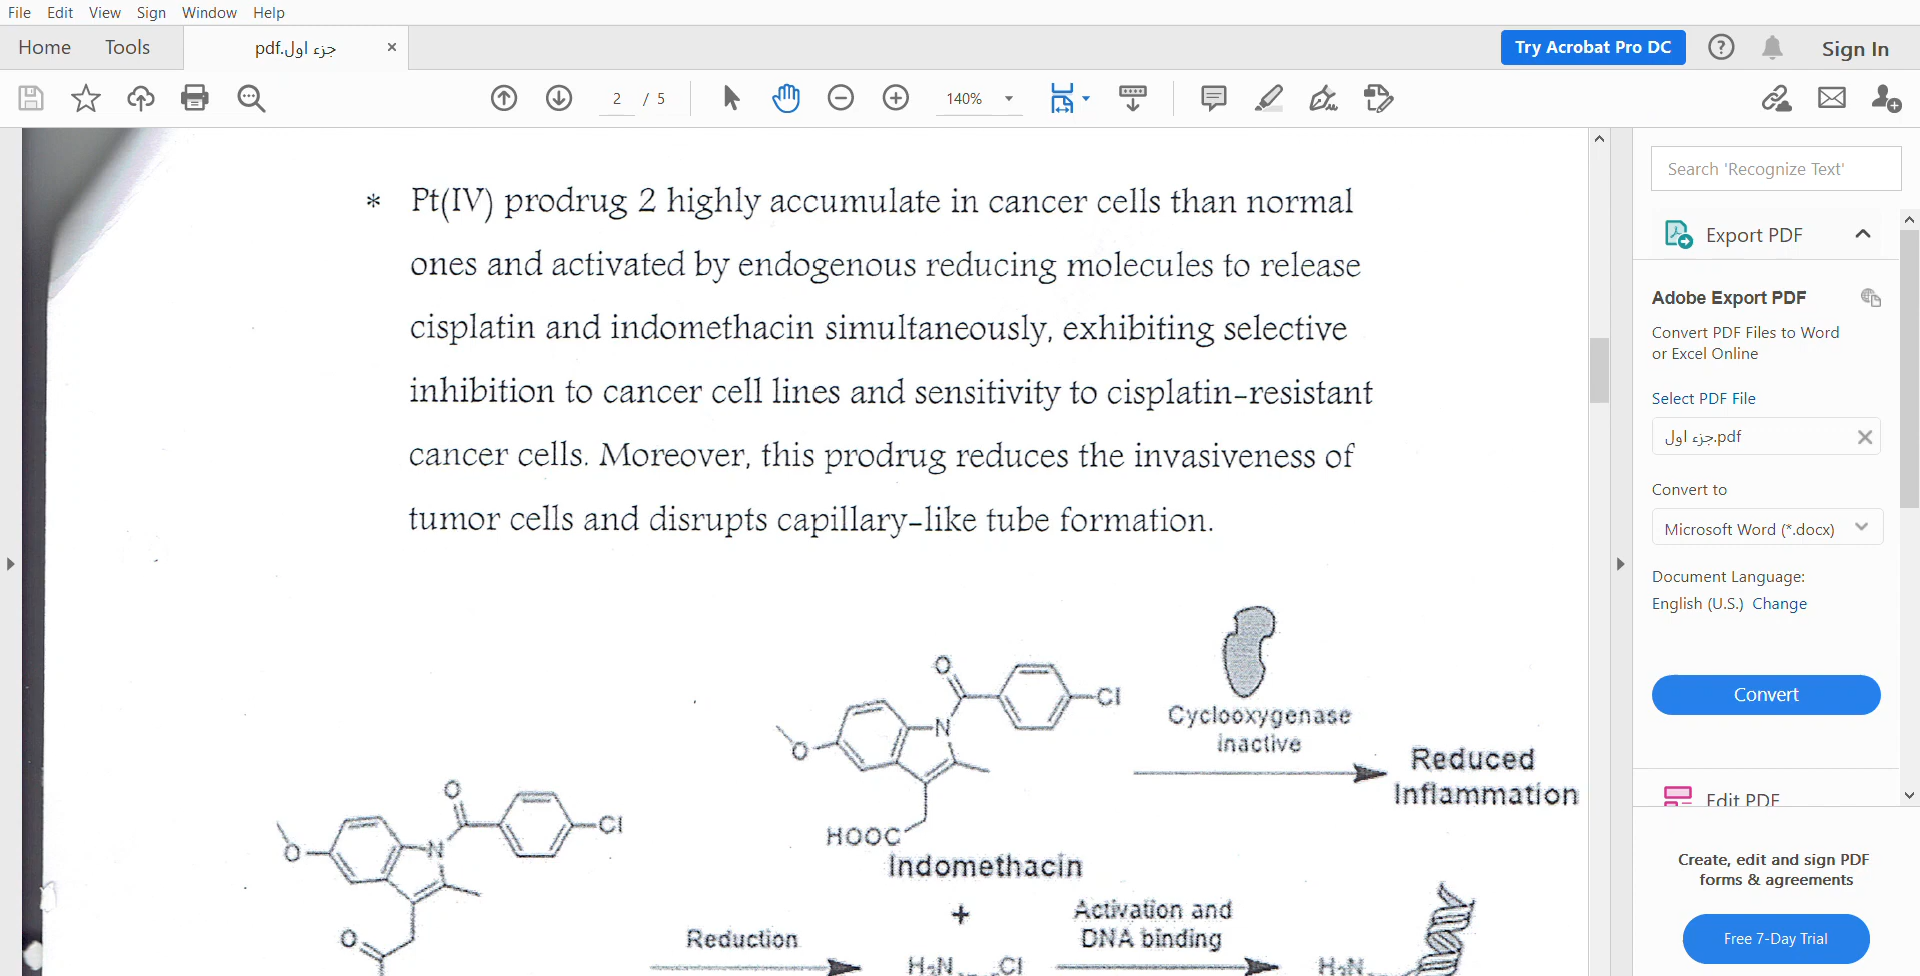 File Edit View Sign Window Help
Home Tools جزء اول.pdf × Try Acrobat Pro DC ? Sign In
2 / 5 140%
* Pt(IV) prodrug 2 highly accumulate in cancer cells than normal
ones and activated by endogenous reducing molecules to release
cisplatin and indomethacin simultaneously, exhibiting selective
inhibition to cancer cell lines and sensitivity to cisplatin-resistant
cancer cells. Moreover, this prodrug reduces the invasiveness of
tumor cells and disrupts capillary-like tube formation.
O
N
Cl
O
HOOC
Indomethacin
Cyclooxygenase
inactive
Reduced
Inflammation
O
N
Cl
O
O
Reduction
+
H₃N Cl
Activation and
DNA binding
H₃N
Search 'Recognize Text'
Export PDF
Adobe Export PDF
Convert PDF Files to Word
or Excel Online
Select PDF File
جزء اول.pdf
Convert to
Microsoft Word (*.docx)
Document Language:
English (U.S.) Change
Convert
Edit PDF
Create, edit and sign PDF
forms & agreements
Free 7-Day Trial